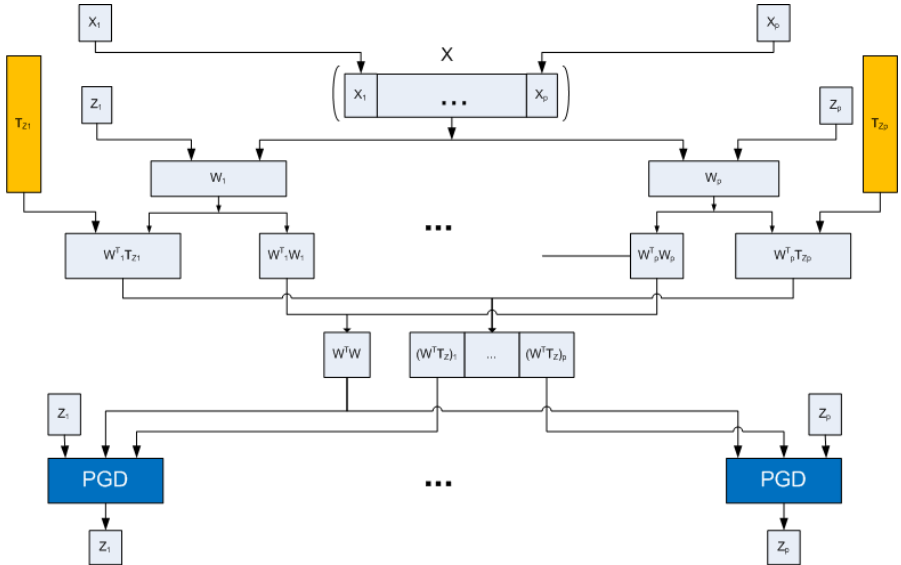 X₁
Xₚ
X
X₁ ... Xₚ
T_Z1
Z₁
Zₚ
T_Zp
W₁
Wₚ
...
Wᵀ₁T_Z1
Wᵀ₁W₁
WᵀₚWₚ
WᵀₚT_Zp
WᵀW
(WᵀT_Z)₁ ... (WᵀT_Z)ₚ
Z₁
Zₚ
PGD
...
PGD
Z₁
Zₚ